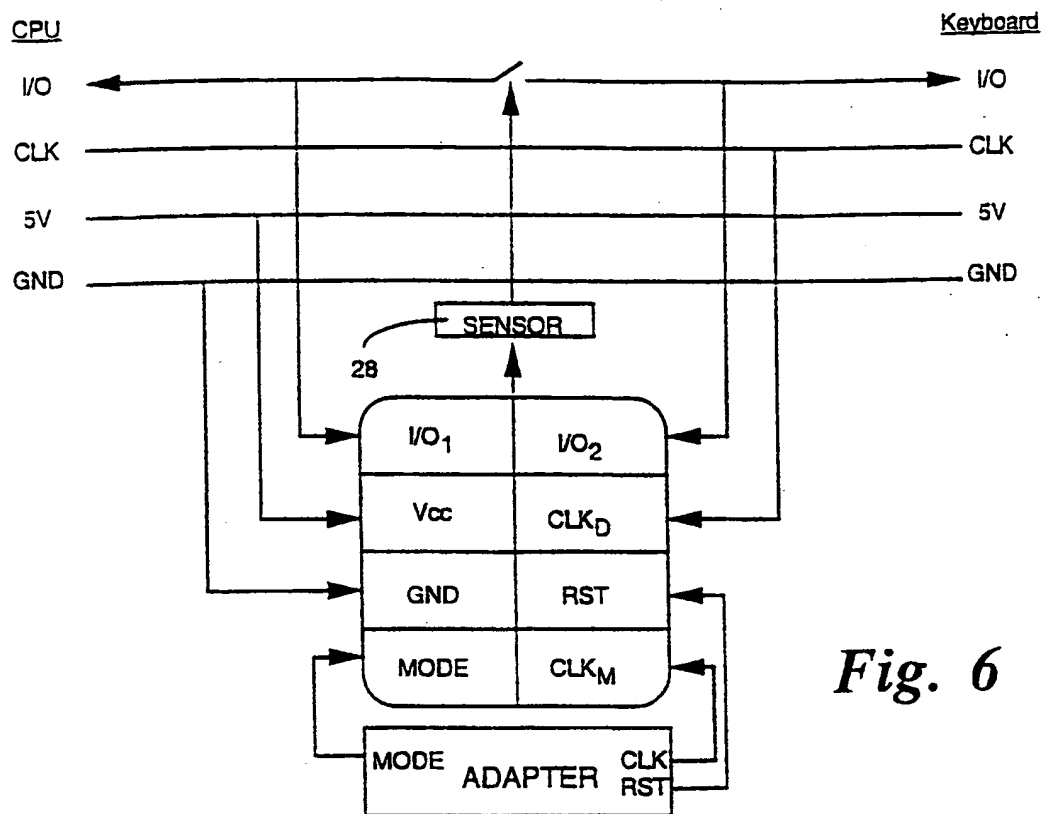 CPU
Keyboard
I/O
I/O
CLK
CLK
5V
5V
GND
GND
SENSOR
28
I/O1
I/O2
Vcc
CLKD
GND
RST
MODE
CLKM
MODE
ADAPTER
CLK
RST
Fig. 6